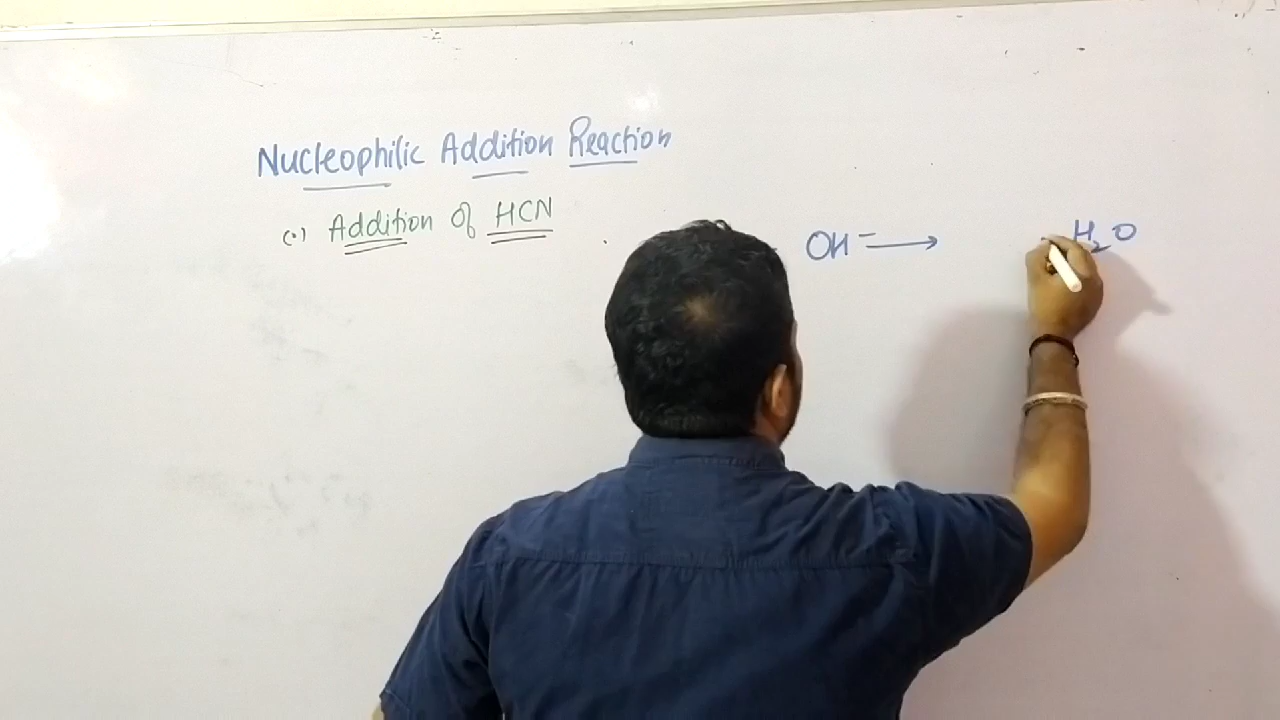 Nucleophilic Addition Reaction
(•) Addition of HCN
OH⁻ ⟶ H₂O